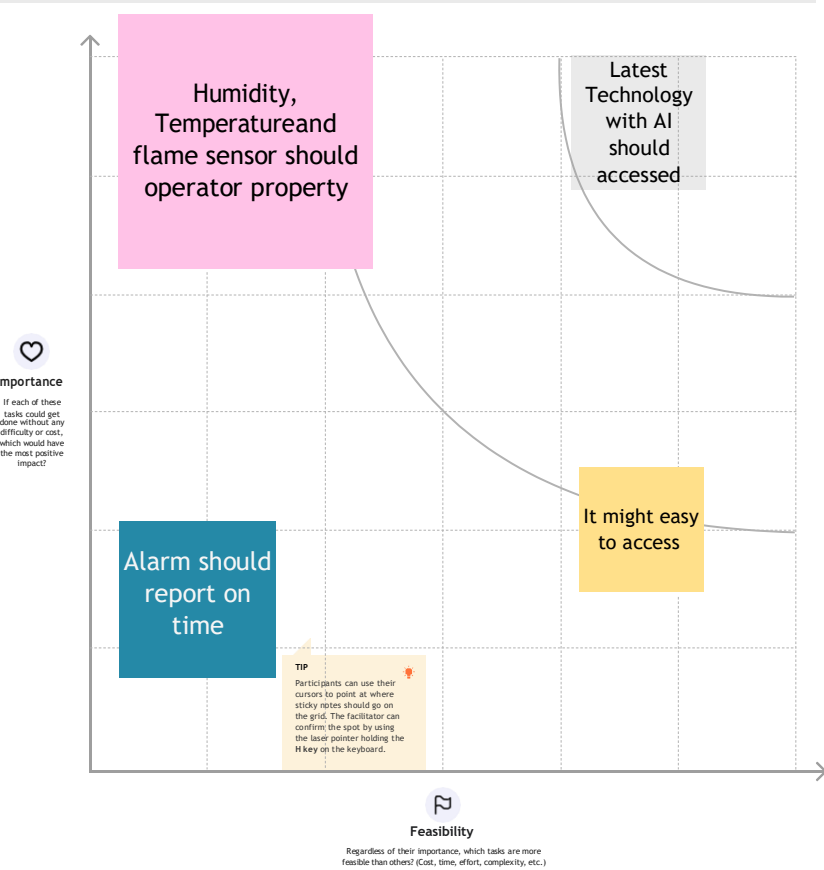 Humidity,
Temperatureand
flame sensor should
operator property
Latest
Technology
with AI
should
accessed
mportance
If each of these
tasks could get
done without any
difficulty or cost,
which would have
the most positive
impact?
It might easy
to access
Alarm should
report on
time
TIP
Participants can use their
cursors to point at where
sticky notes should go on
the grid. The facilitator can
confirm the spot by using
the laser pointer holding the
H key on the keyboard.
Feasibility
Regardless of their importance, which tasks are more
feasible than others? (Cost, time, effort, complexity, etc.)